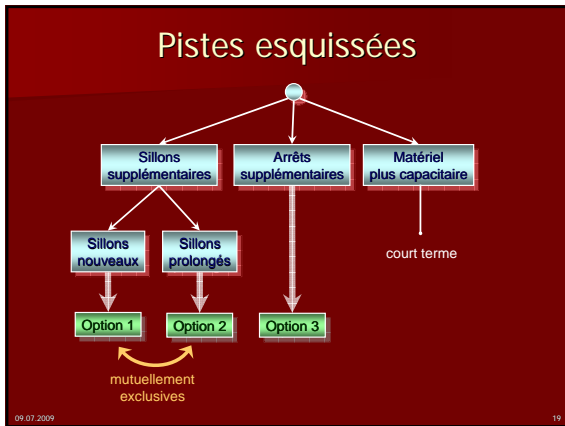 Pistes esquissées
Sillons
supplémentaires
Arrêts
supplémentaires
Matériel
plus capacitaire
Sillons
nouveaux
Sillons
prolongés
court terme
Option 1
Option 2
Option 3
mutuellement
exclusives
09.07.2009
19